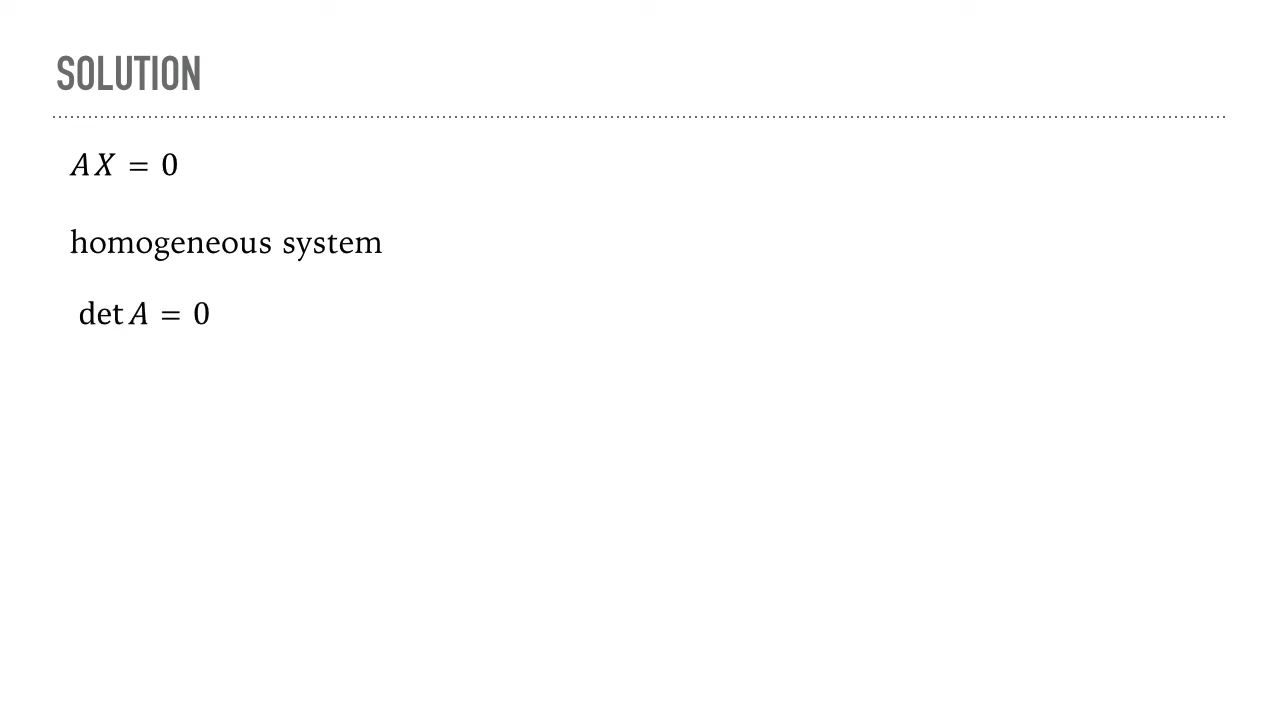 SOLUTION
AX = 0
homogeneous system
det A = 0